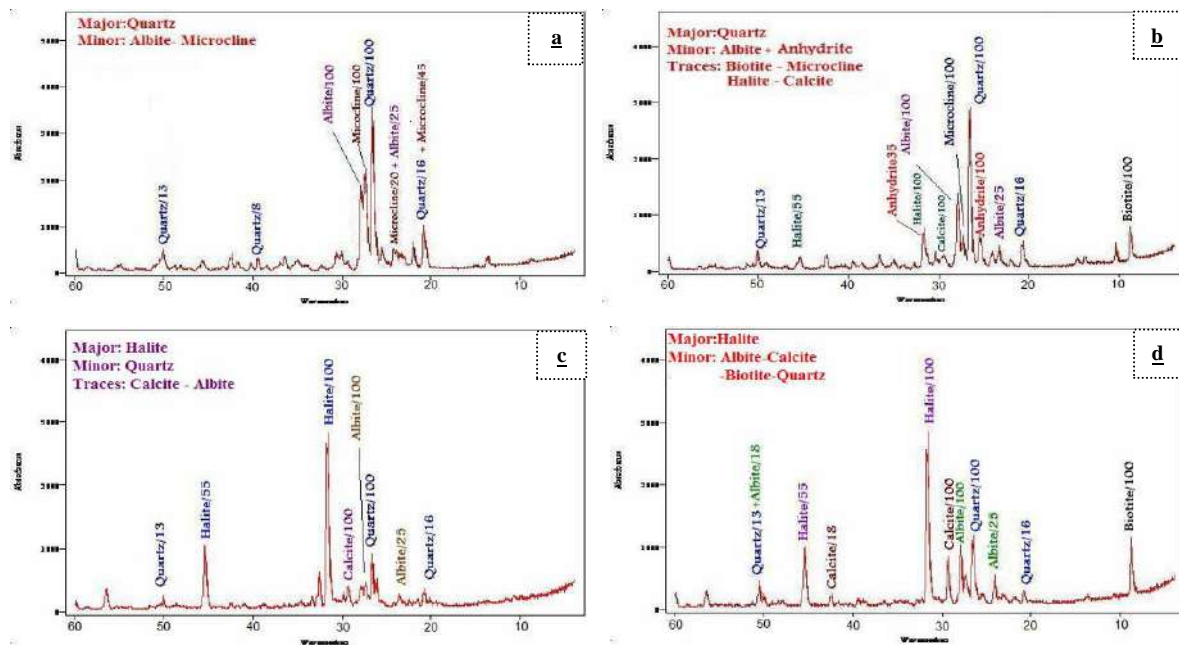 Major:Quartz
Minor: Albite- Microcline
a
Albite/100
Micocline/100
Quartz/100
Microcline/20 + Albite/25
Quartz/16 + Microcline/45
Quartz/13
Quartz/8
60
50
40
30
20
10
Major:Quartz
Minor: Albite + Anhydrite
Traces: Biotite - Microcline
Halite - Calcite
b
Quartz/13
Halite/55
Anhydrite35
Halite/100
Calcite/100
Albite/100
Microcline/100
Quartz/100
Anhydrite/100
Albite/25
Quartz/16
Biotite/100
60
50
40
30
20
10
Major: Halite
Minor: Quartz
Traces: Calcite - Albite
c
Quartz/13
Halite/55
Halite/100
Calcite/100
Albite/100
Quartz/100
Albite/25
Quartz/16
60
50
40
30
20
10
Major:Halite
Minor: Albite-Calcite
-Biotite-Quartz
d
Quartz/13 +Albite/18
Halite/55
Calcite/18
Halite/100
Calcite/100
Albite/100
Quartz/100
Albite/25
Quartz/16
Biotite/100
60
50
40
30
20
10